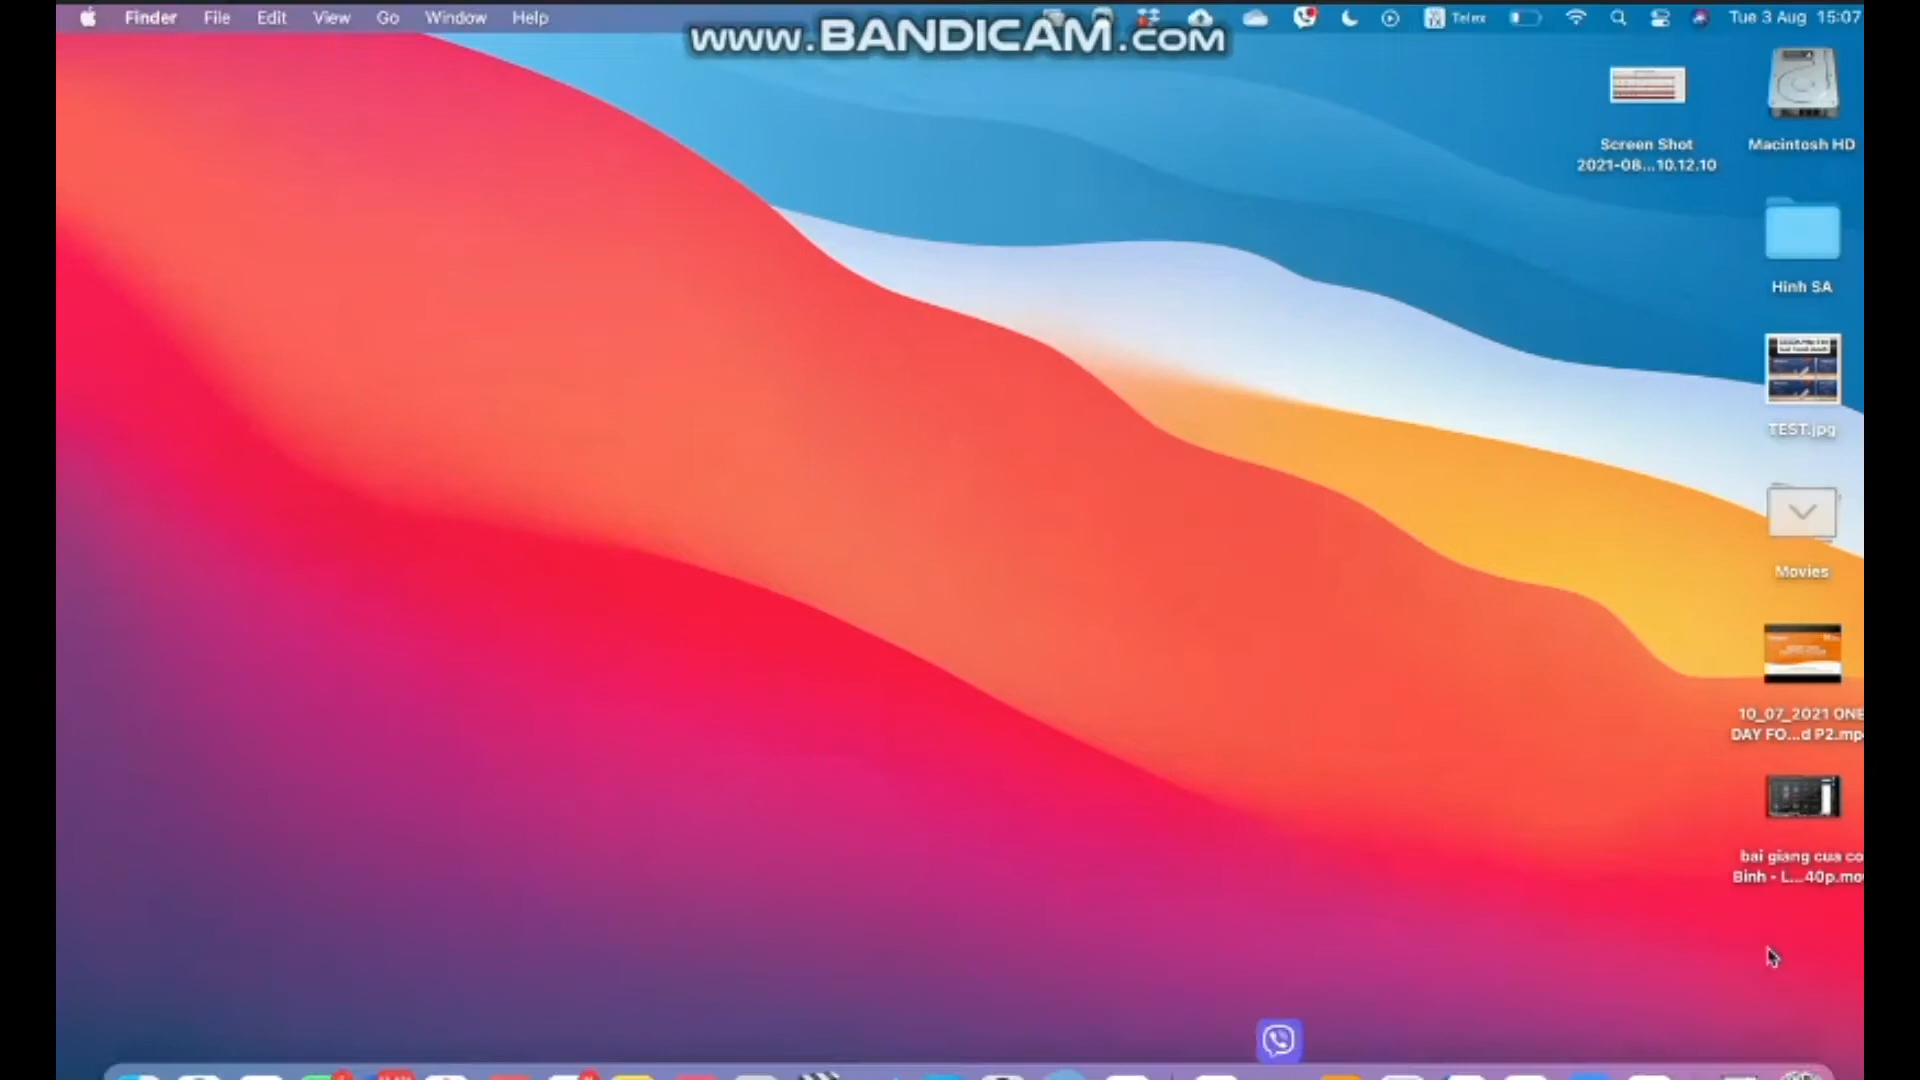 Finder File Edit View Go Window Help
www.BANDICAM.com
Telex
Tue 3 Aug 15:07
Screen Shot
2021-08...10.12.10
Macintosh HD
Hinh SA
TEST.jpg
Movies
10_07_2021 ONE
DAY FO...d P2.mp
bai giang cua co
Binh - L...40p.mo